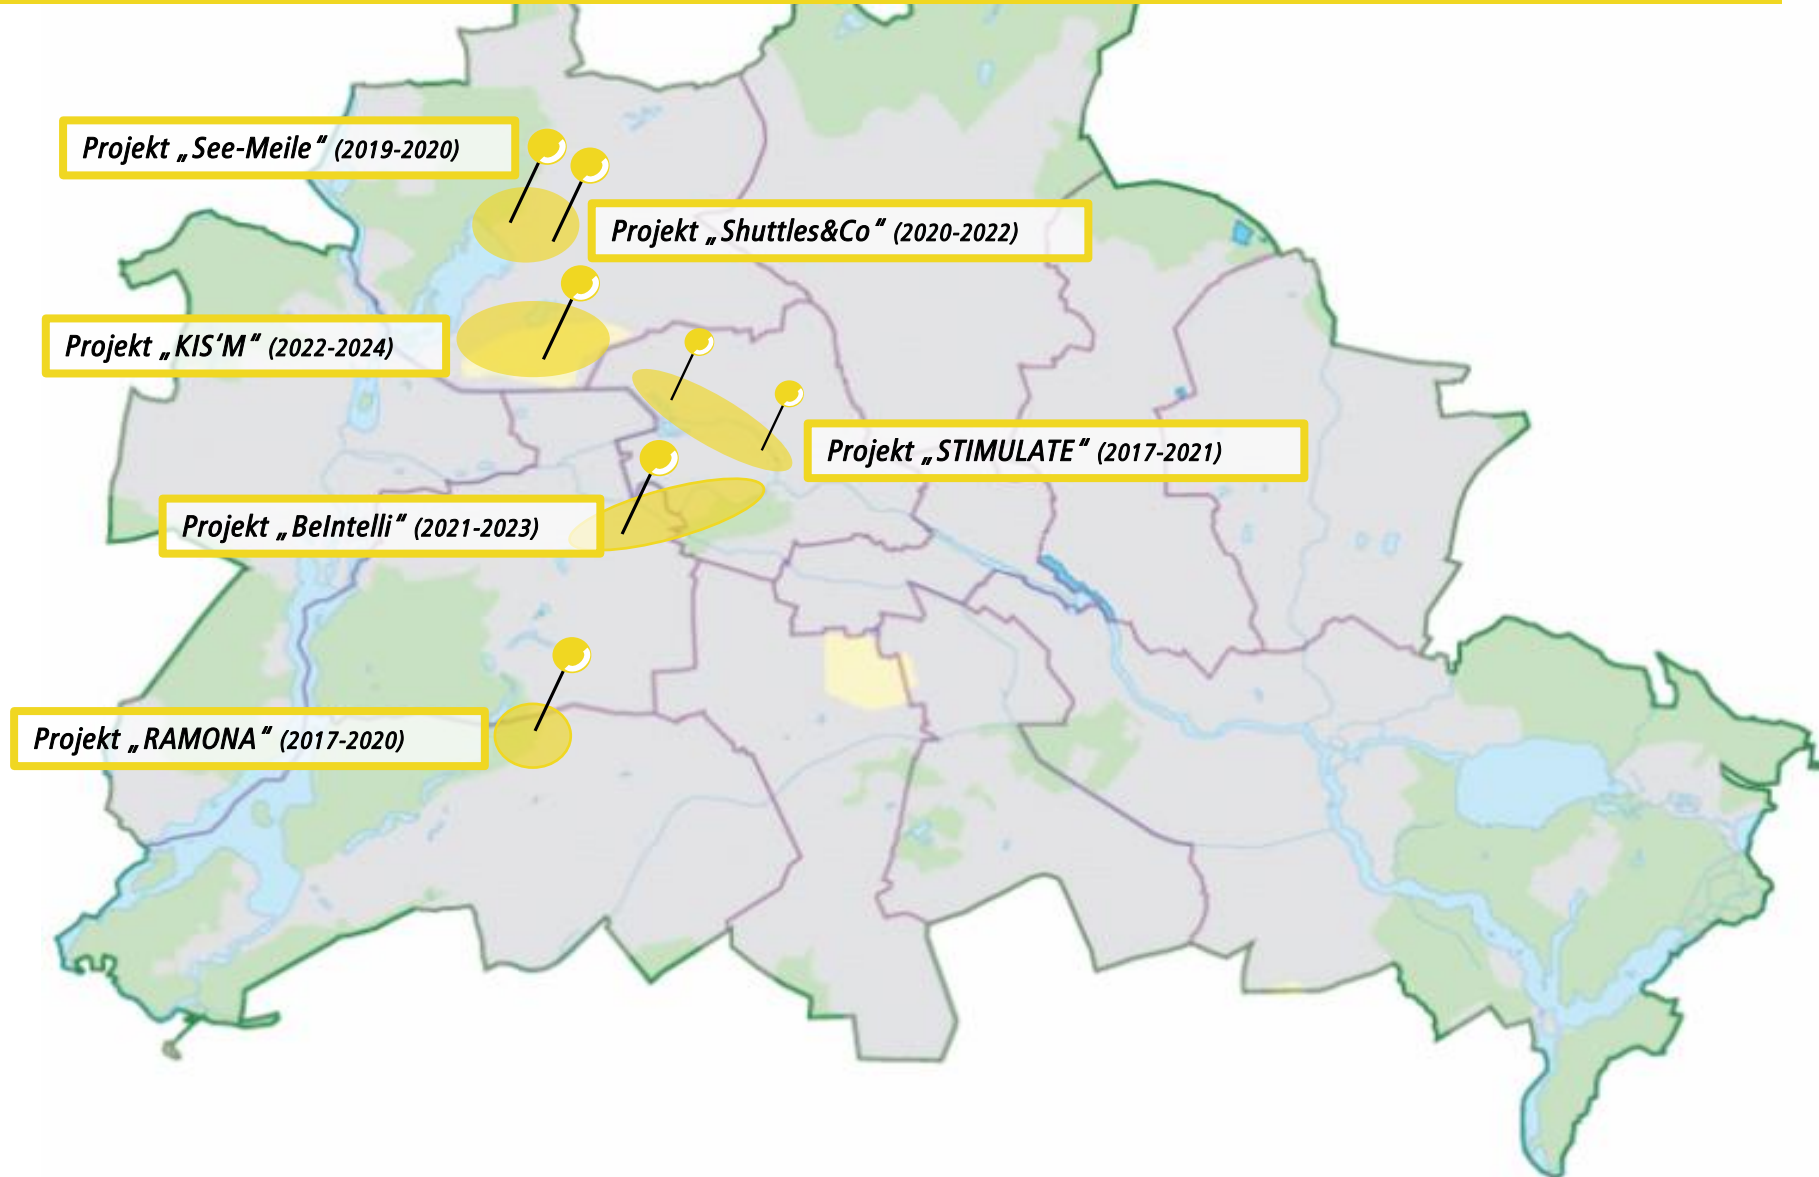 Projekt „See-Meile“ (2019-2020)
Projekt „Shuttles&Co“ (2020-2022)
Projekt „KIS‘M“ (2022-2024)
Projekt „STIMULATE“ (2017-2021)
Projekt „BeIntelli“ (2021-2023)
Projekt „RAMONA“ (2017-2020)